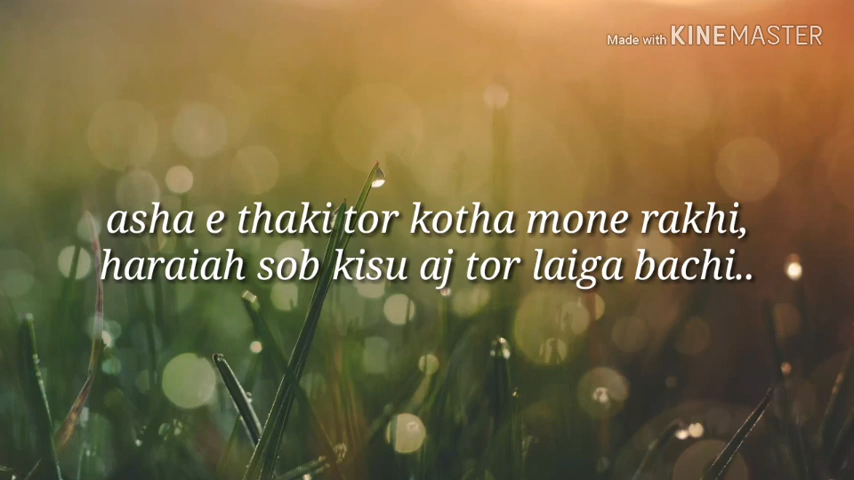 Made with KINEMASTER
asha e thaki tor kotha mone rakhi,
haraiah sob kisu aj tor laiga bachi..